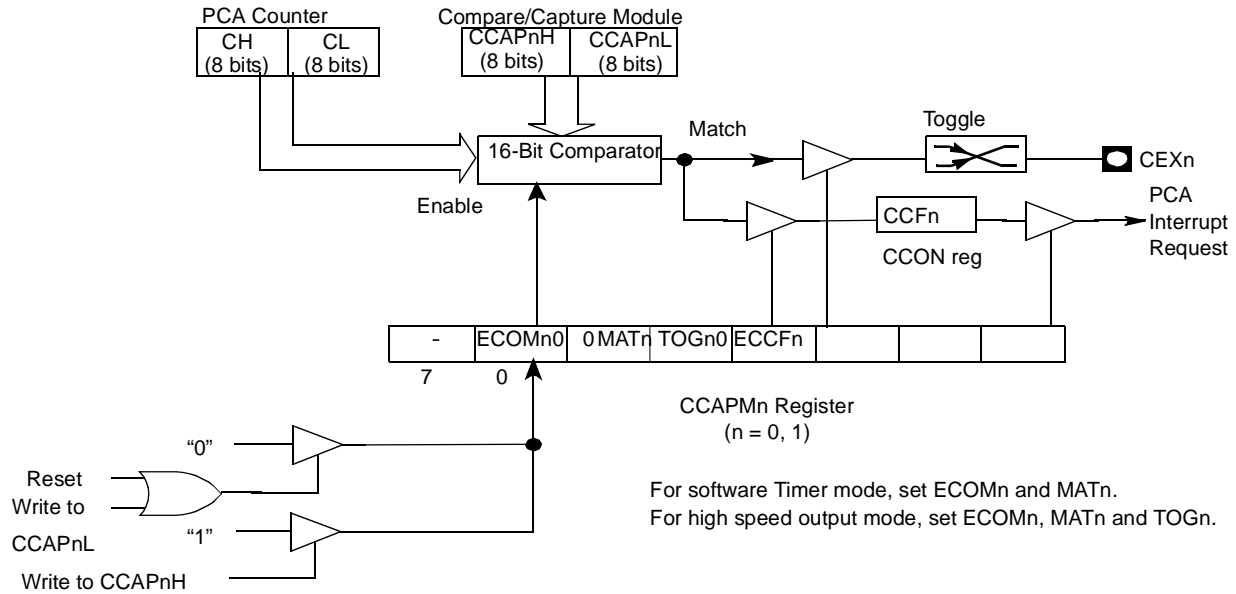 PCA Counter
Compare/Capture Module
CH
(8 bits)
CL
(8 bits)
CCAPnH
(8 bits)
CCAPnL
(8 bits)
16-Bit Comparator
Match
Toggle
CEXn
Enable
CCFn
CCON reg
PCA
Interrupt
Request
-
ECOMn0
0 MATn
TOGn0
ECCFn
7
0
CCAPMn Register
(n = 0, 1)
“0”
Reset
Write to
CCAPnL
“1”
Write to CCAPnH
For software Timer mode, set ECOMn and MATn.
For high speed output mode, set ECOMn, MATn and TOGn.